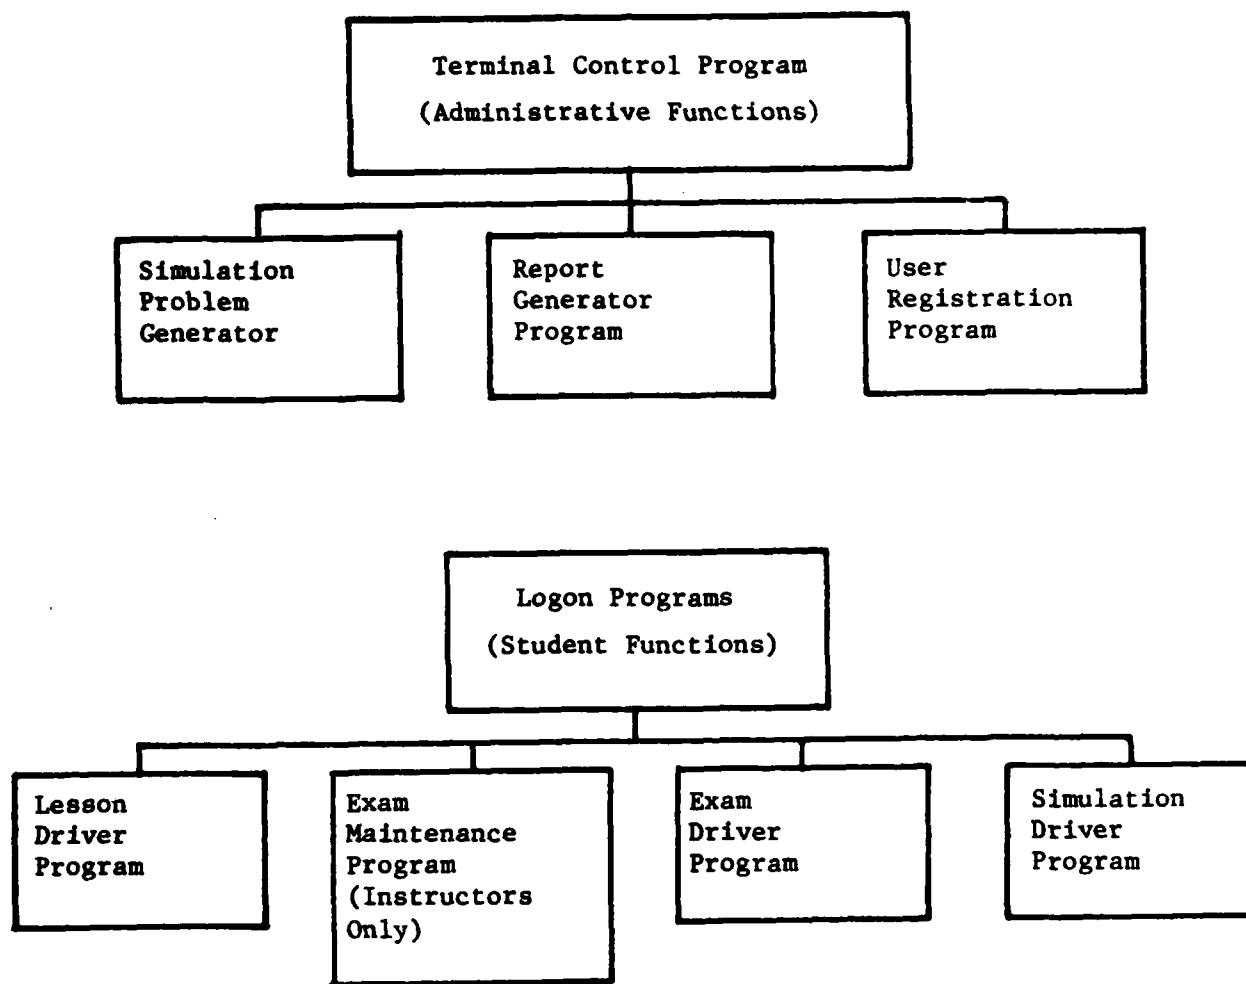 Terminal Control Program
(Administrative Functions)
Simulation
Problem
Generator
Report
Generator
Program
User
Registration
Program
Logon Programs
(Student Functions)
Lesson
Driver
Program
Exam
Maintenance
Program
(Instructors
Only)
Exam
Driver
Program
Simulation
Driver
Program